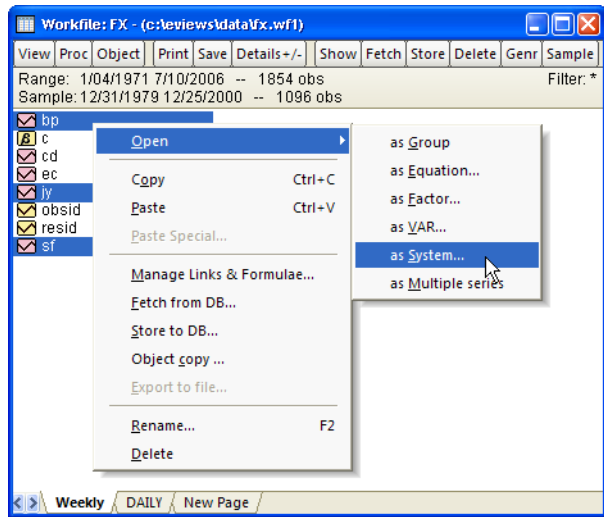 Workfile: FX - (c:\eviews\data\fx.wf1)
View Proc Object Print Save Details+/- Show Fetch Store Delete Genr Sample
Range: 1/04/1971 7/10/2006 -- 1854 obs Filter: *
Sample: 12/31/1979 12/25/2000 -- 1096 obs
bp
c
cd
ec
jy
obsid
resid
sf
Open
Copy Ctrl+C
Paste Ctrl+V
Paste Special...
Manage Links & Formulae...
Fetch from DB...
Store to DB...
Object copy ...
Export to file...
Rename... F2
Delete
as Group
as Equation...
as Factor...
as VAR...
as System...
as Multiple series
Weekly DAILY New Page